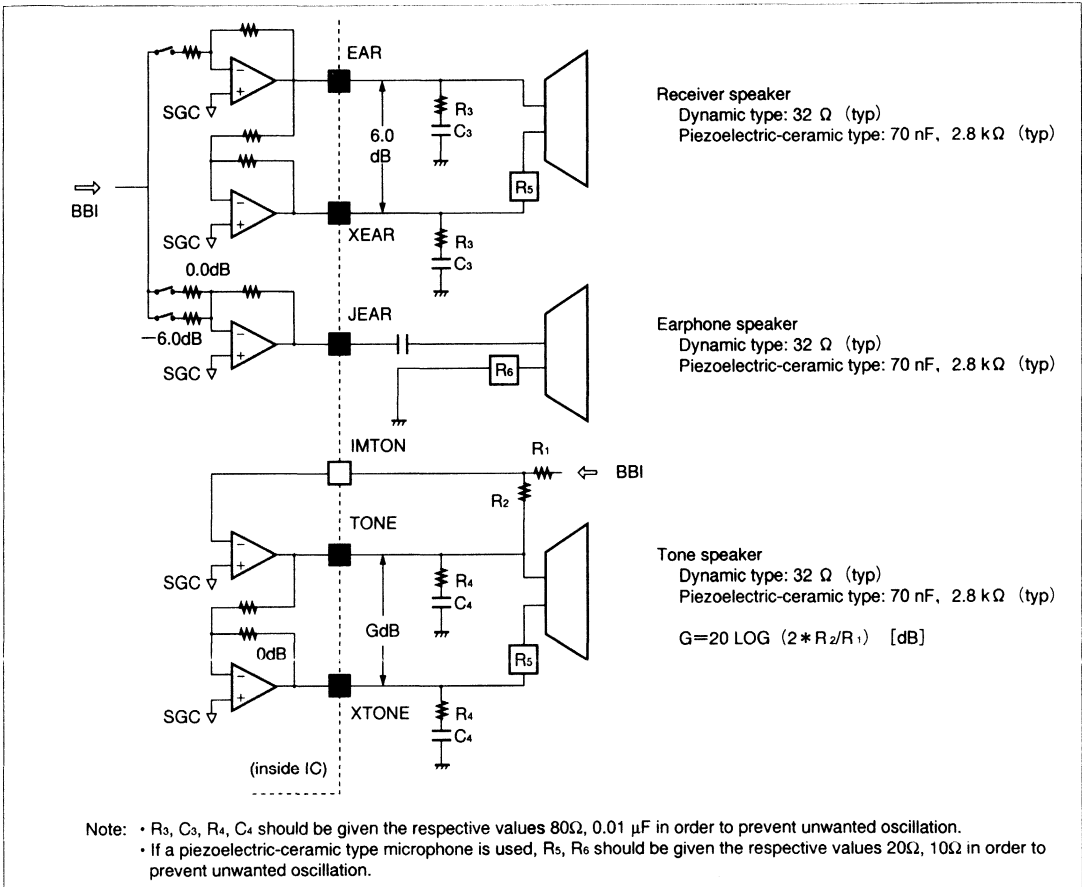 EAR
R3
C3
6.0
dB
SGC
BBI
R5
SGC
XEAR
R3
C3
Receiver speaker
Dynamic type: 32 Ω (typ)
Piezoelectric-ceramic type: 70 nF, 2.8 kΩ (typ)
0.0dB
−6.0dB
SGC
JEAR
R6
Earphone speaker
Dynamic type: 32 Ω (typ)
Piezoelectric-ceramic type: 70 nF, 2.8 kΩ (typ)
IMTON
R1
BBI
R2
TONE
SGC
R4
C4
GdB
0dB
R5
SGC
XTONE
R4
C4
Tone speaker
Dynamic type: 32 Ω (typ)
Piezoelectric-ceramic type: 70 nF, 2.8 kΩ (typ)
G=20 LOG (2*R2/R1) [dB]
(inside IC)
Note: • R3, C3, R4, C4 should be given the respective values 80Ω, 0.01 μF in order to prevent unwanted oscillation.
• If a piezoelectric-ceramic type microphone is used, R5, R6 should be given the respective values 20Ω, 10Ω in order to
prevent unwanted oscillation.